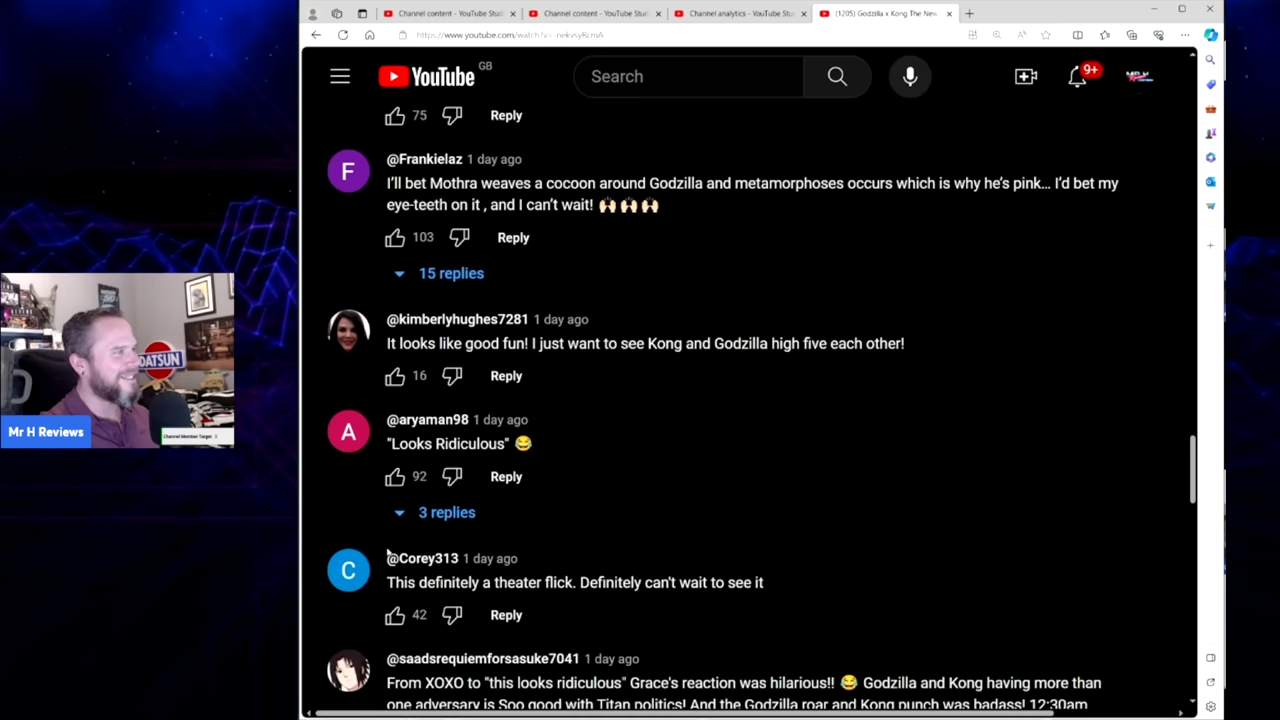 Channel content - YouTube Stud
Channel content - YouTube Stud
Channel analytics - YouTube Stu
(1205) Godzilla x Kong The New
YouTube GB
Search
9+
75
Reply
F
@Frankielaz 1 day ago
I'll bet Mothra weaves a cocoon around Godzilla and metamorphoses occurs which is why he's pink... I'd bet my
eye-teeth on it , and I can't wait! 🙌🏻🙌🏻🙌🏻
103
Reply
15 replies
@kimberlyhughes7281 1 day ago
It looks like good fun! I just want to see Kong and Godzilla high five each other!
16
Reply
A
@aryaman98 1 day ago
"Looks Ridiculous" 😂
92
Reply
3 replies
C
@Corey313 1 day ago
This definitely a theater flick. Definitely can't wait to see it
42
Reply
@saadsrequiemforsasuke7041 1 day ago
From XOXO to "this looks ridiculous" Grace's reaction was hilarious!! 😂 Godzilla and Kong having more than
one adversary is Soo good with Titan politics! And the Godzilla roar and Kong punch was badass! 12:30am
DATSUN
Mr H Reviews
Channel Member Target